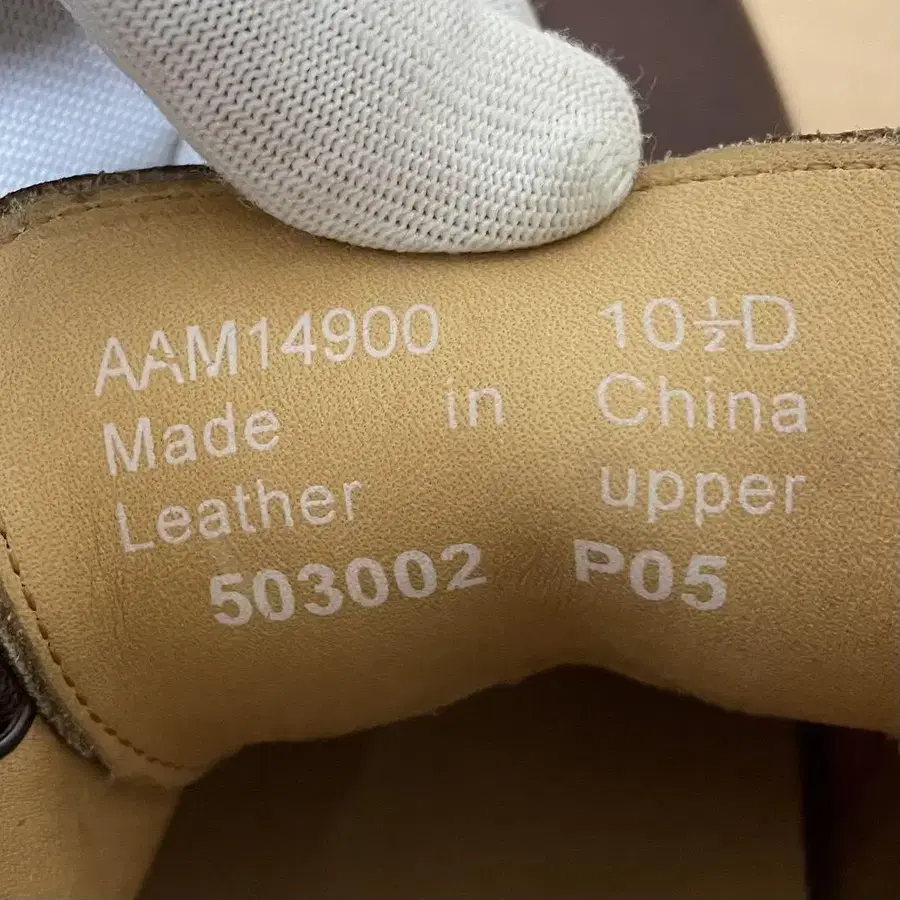 AAM14900 10½D
Made in China
Leather upper
503002 P05